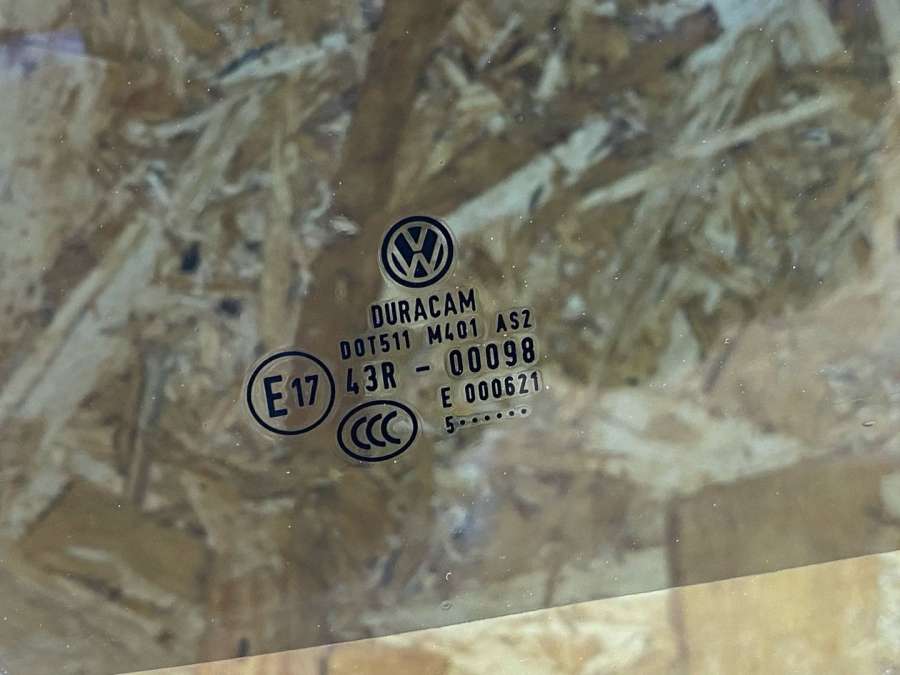 DURACAM
DOT511 M401 AS2
E17 43R - 00098
CCC E 000621
5······